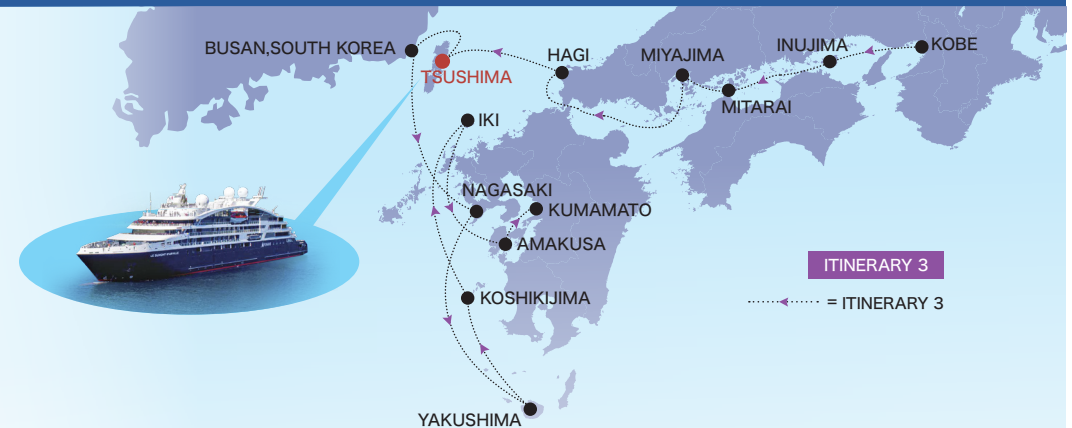 BUSAN,SOUTH KOREA
TSUSHIMA
HAGI
MIYAJIMA
INUJIMA
KOBE
MITARAI
IKI
NAGASAKI
KUMAMATO
AMAKUSA
KOSHIKIJIMA
YAKUSHIMA
ITINERARY 3
= ITINERARY 3